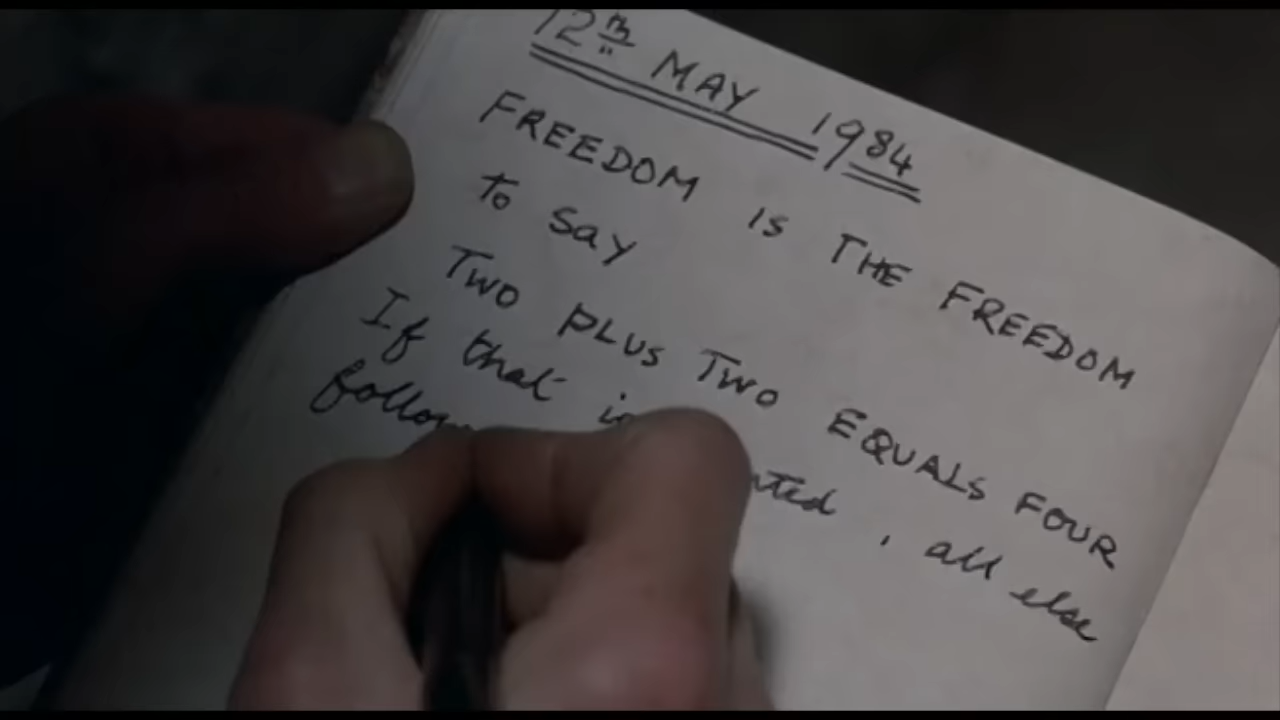 12th MAY 1984
FREEDOM is THE FREEDOM
to say
TWO PLUS TWO EQUALS FOUR
If that , all else